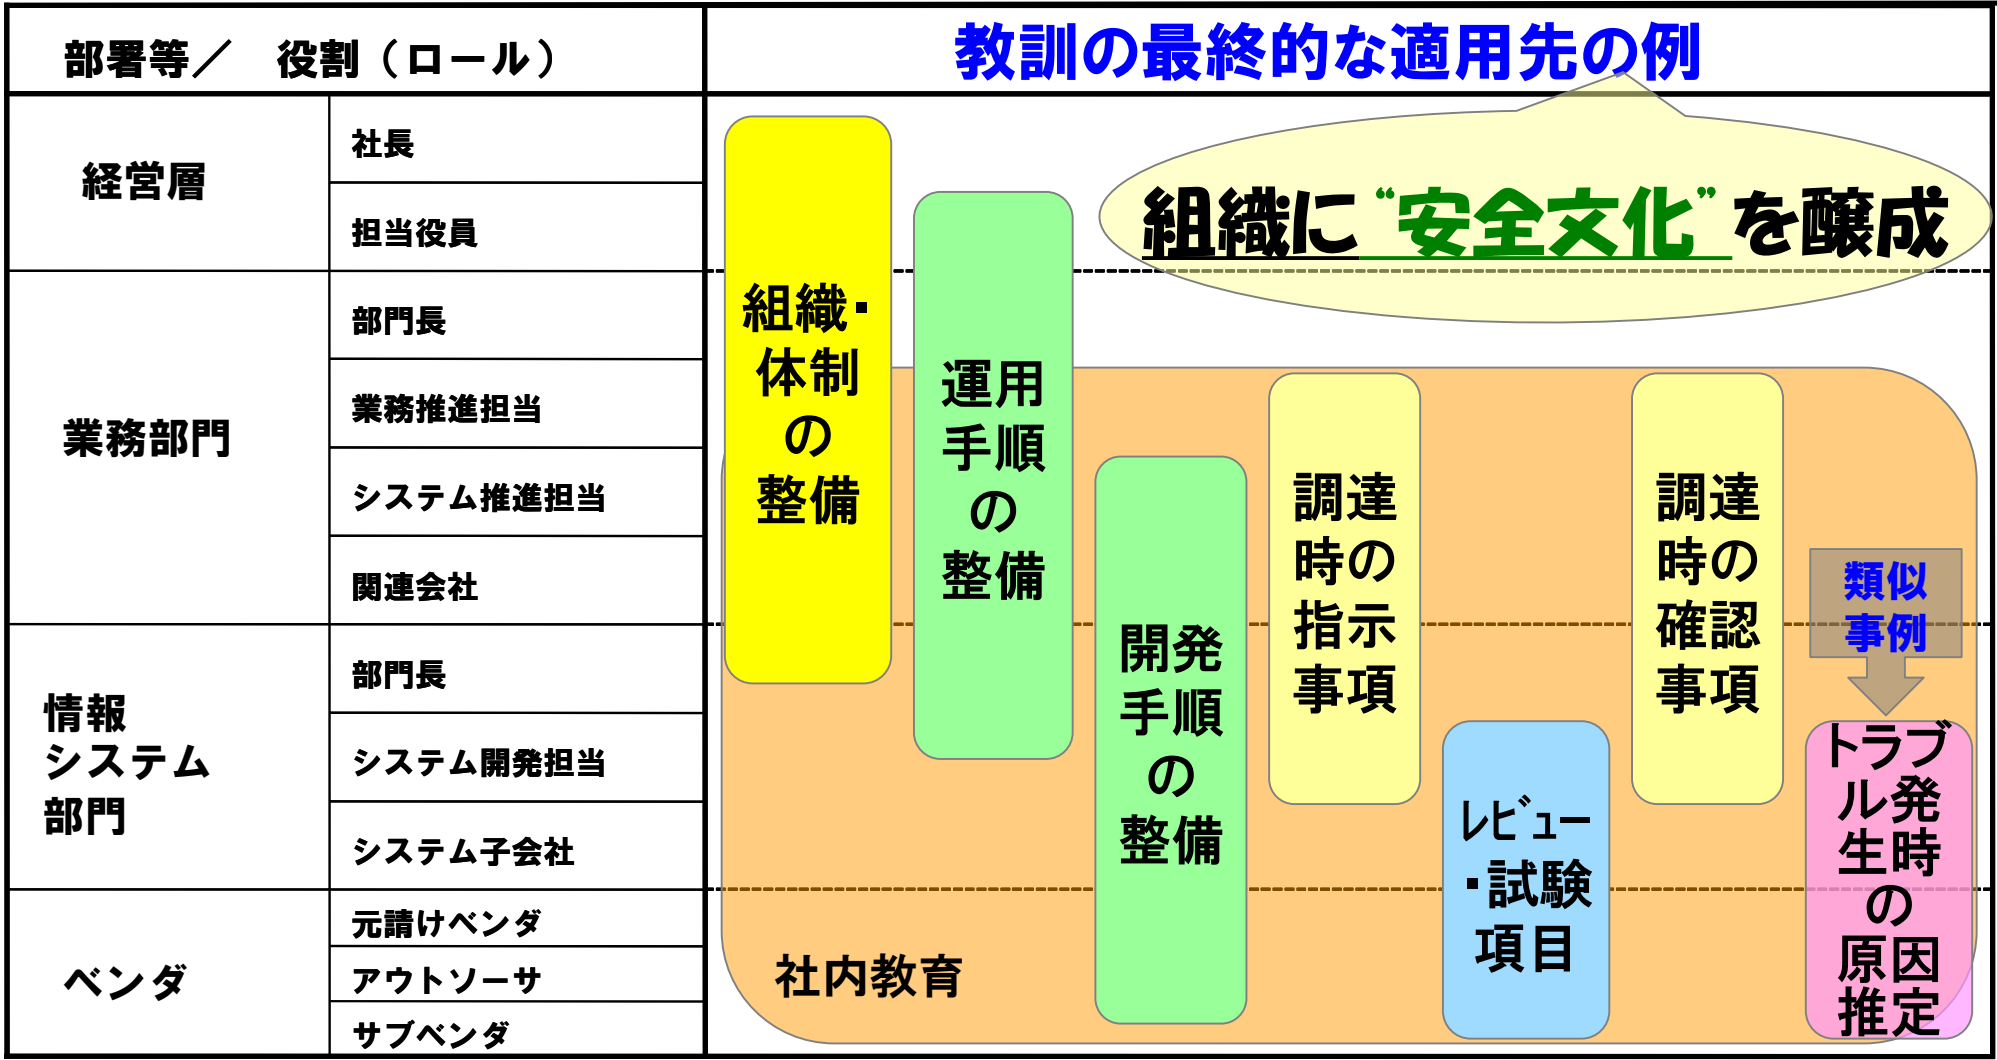 部署等／　役割（ロール）
教訓の最終的な適用先の例
経営層
社長
担当役員
業務部門
部門長
業務推進担当
システム推進担当
関連会社
情報
システム
部門
部門長
システム開発担当
システム子会社
ベンダ
元請けベンダ
アウトソーサ
サブベンダ
組織に“安全文化”を醸成
組織・
体制
の
整備
運用
手順
の
整備
開発
手順
の
整備
調達
時の
指示
事項
レビュー
・試験
項目
調達
時の
確認
事項
類似
事例
トラブ
ル発
生時
の
原因
推定
社内教育